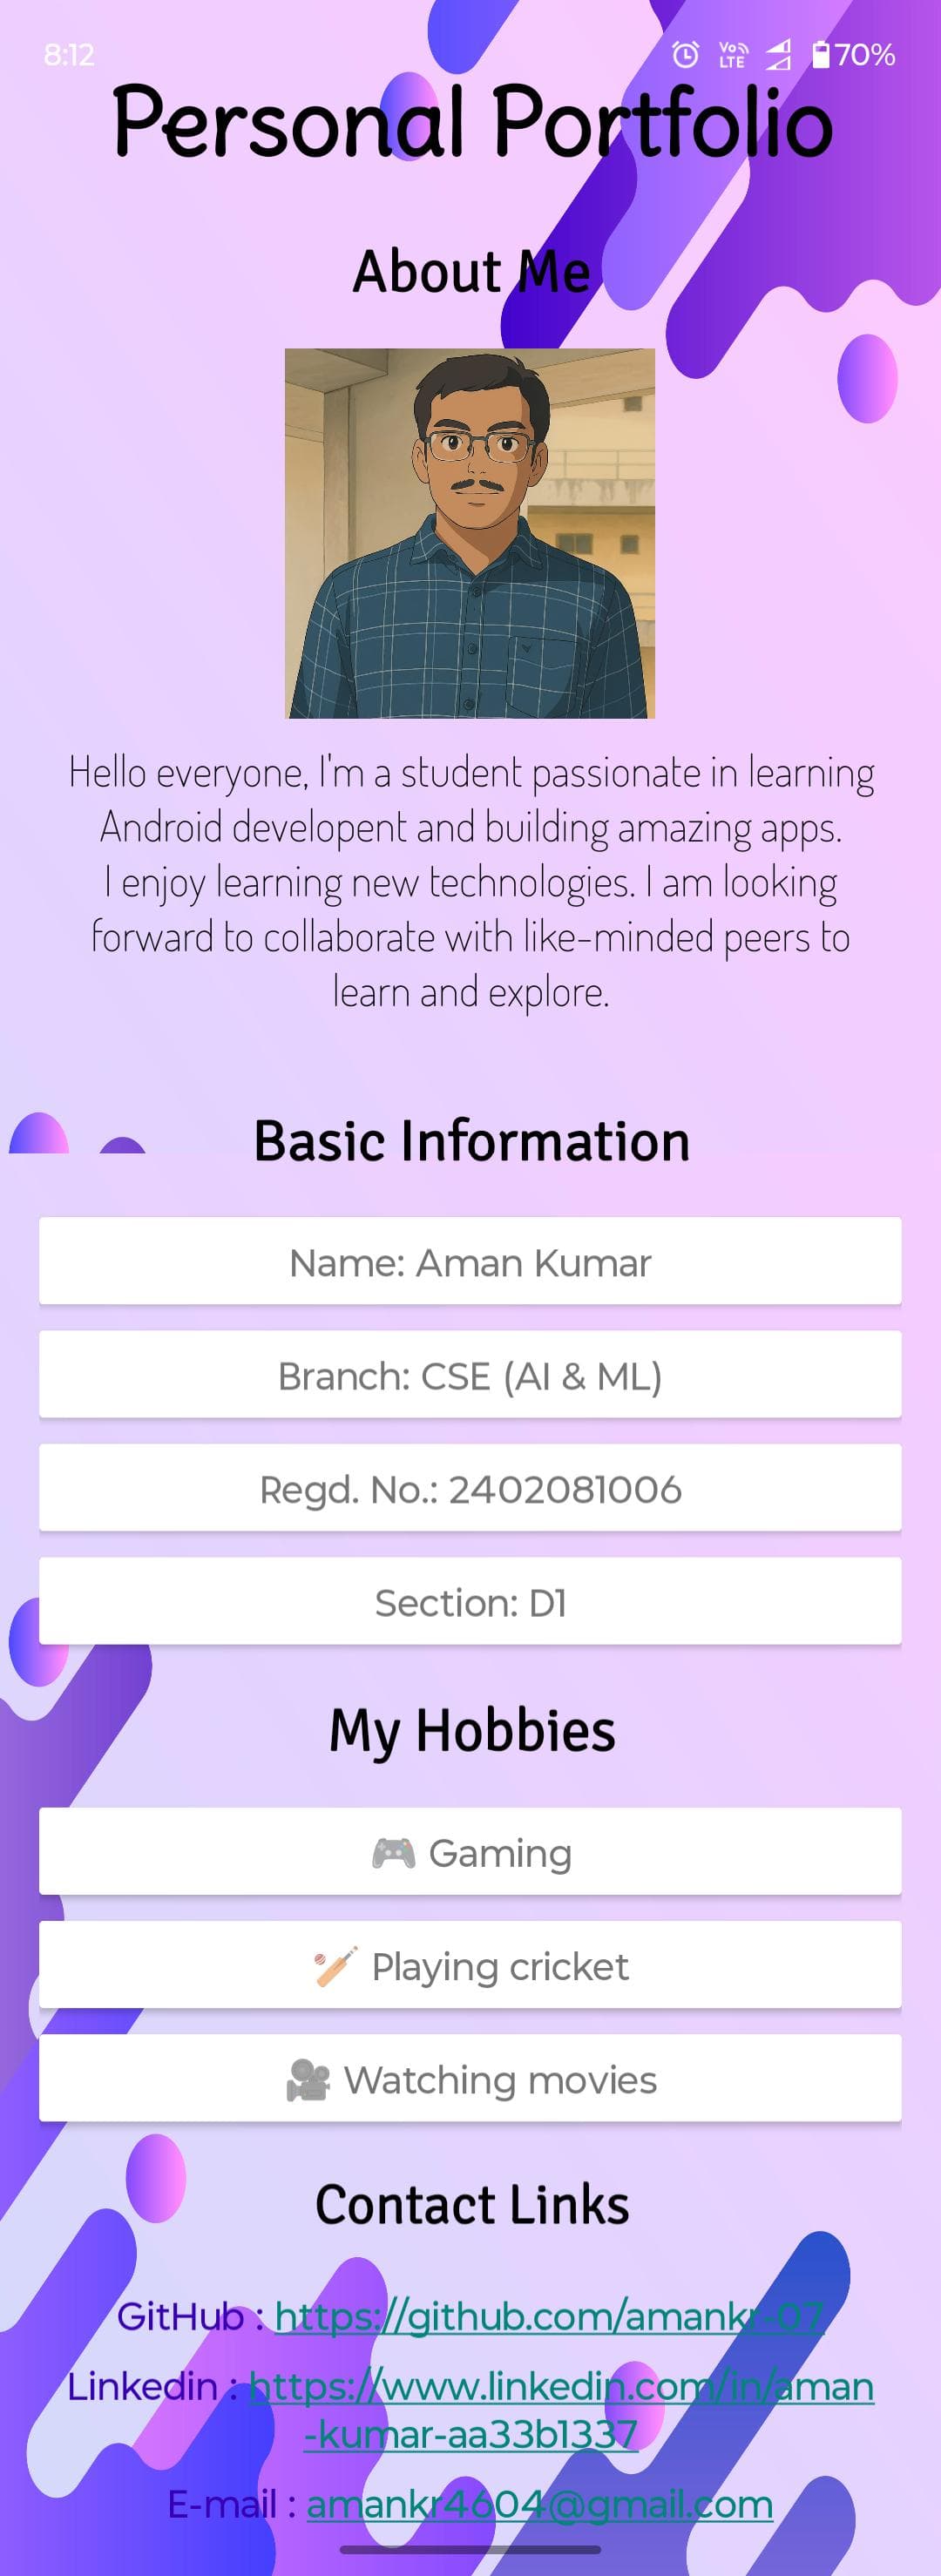 8:12
Vo LTE 70%
Personal Portfolio
About Me
Hello everyone, I'm a student passionate in learning
Android developent and building amazing apps.
I enjoy learning new technologies. I am looking
forward to collaborate with like-minded peers to
learn and explore.
Basic Information
Name: Aman Kumar
Branch: CSE (AI & ML)
Regd. No.: 2402081006
Section: D1
My Hobbies
🎮 Gaming
🏏 Playing cricket
🎥 Watching movies
Contact Links
GitHub : https://github.com/amankr-07
Linkedin : https://www.linkedin.com/in/aman
-kumar-aa33b1337
E-mail : amankr4604@gmail.com